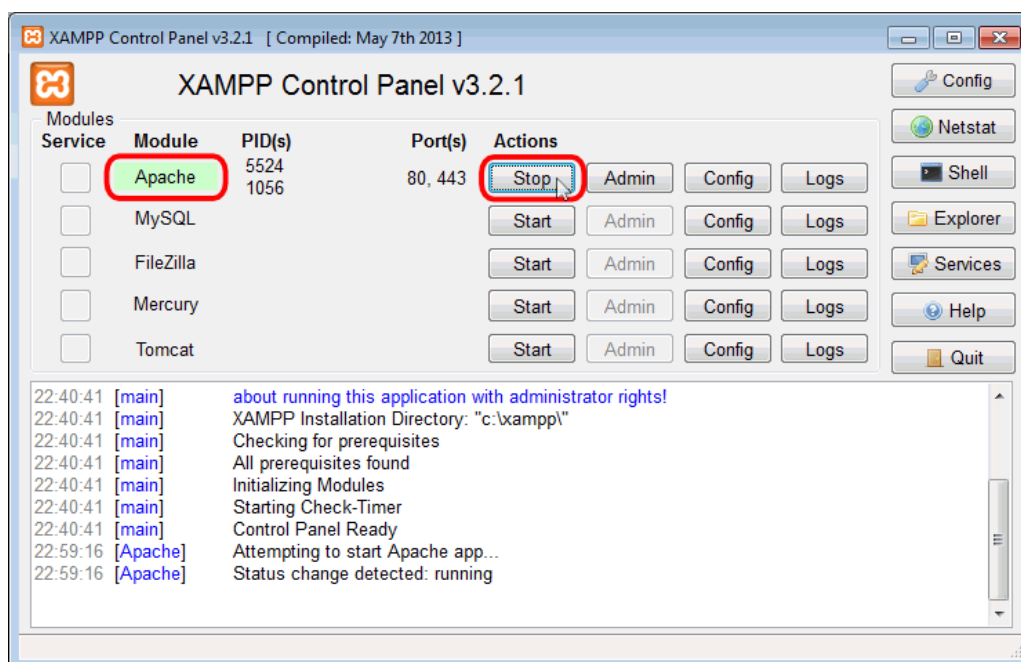 XAMPP Control Panel v3.2.1 [ Compiled: May 7th 2013 ]
XAMPP Control Panel v3.2.1
Config
Netstat
Shell
Explorer
Services
Help
Quit
Modules
Service Module PID(s) Port(s) Actions
Apache 5524 1056 80, 443 Stop Admin Config Logs
MySQL Start Admin Config Logs
FileZilla Start Admin Config Logs
Mercury Start Admin Config Logs
Tomcat Start Admin Config Logs
22:40:41 [main] about running this application with administrator rights!
22:40:41 [main] XAMPP Installation Directory: "c:\xampp\"
22:40:41 [main] Checking for prerequisites
22:40:41 [main] All prerequisites found
22:40:41 [main] Initializing Modules
22:40:41 [main] Starting Check-Timer
22:40:41 [main] Control Panel Ready
22:59:16 [Apache] Attempting to start Apache app...
22:59:16 [Apache] Status change detected: running